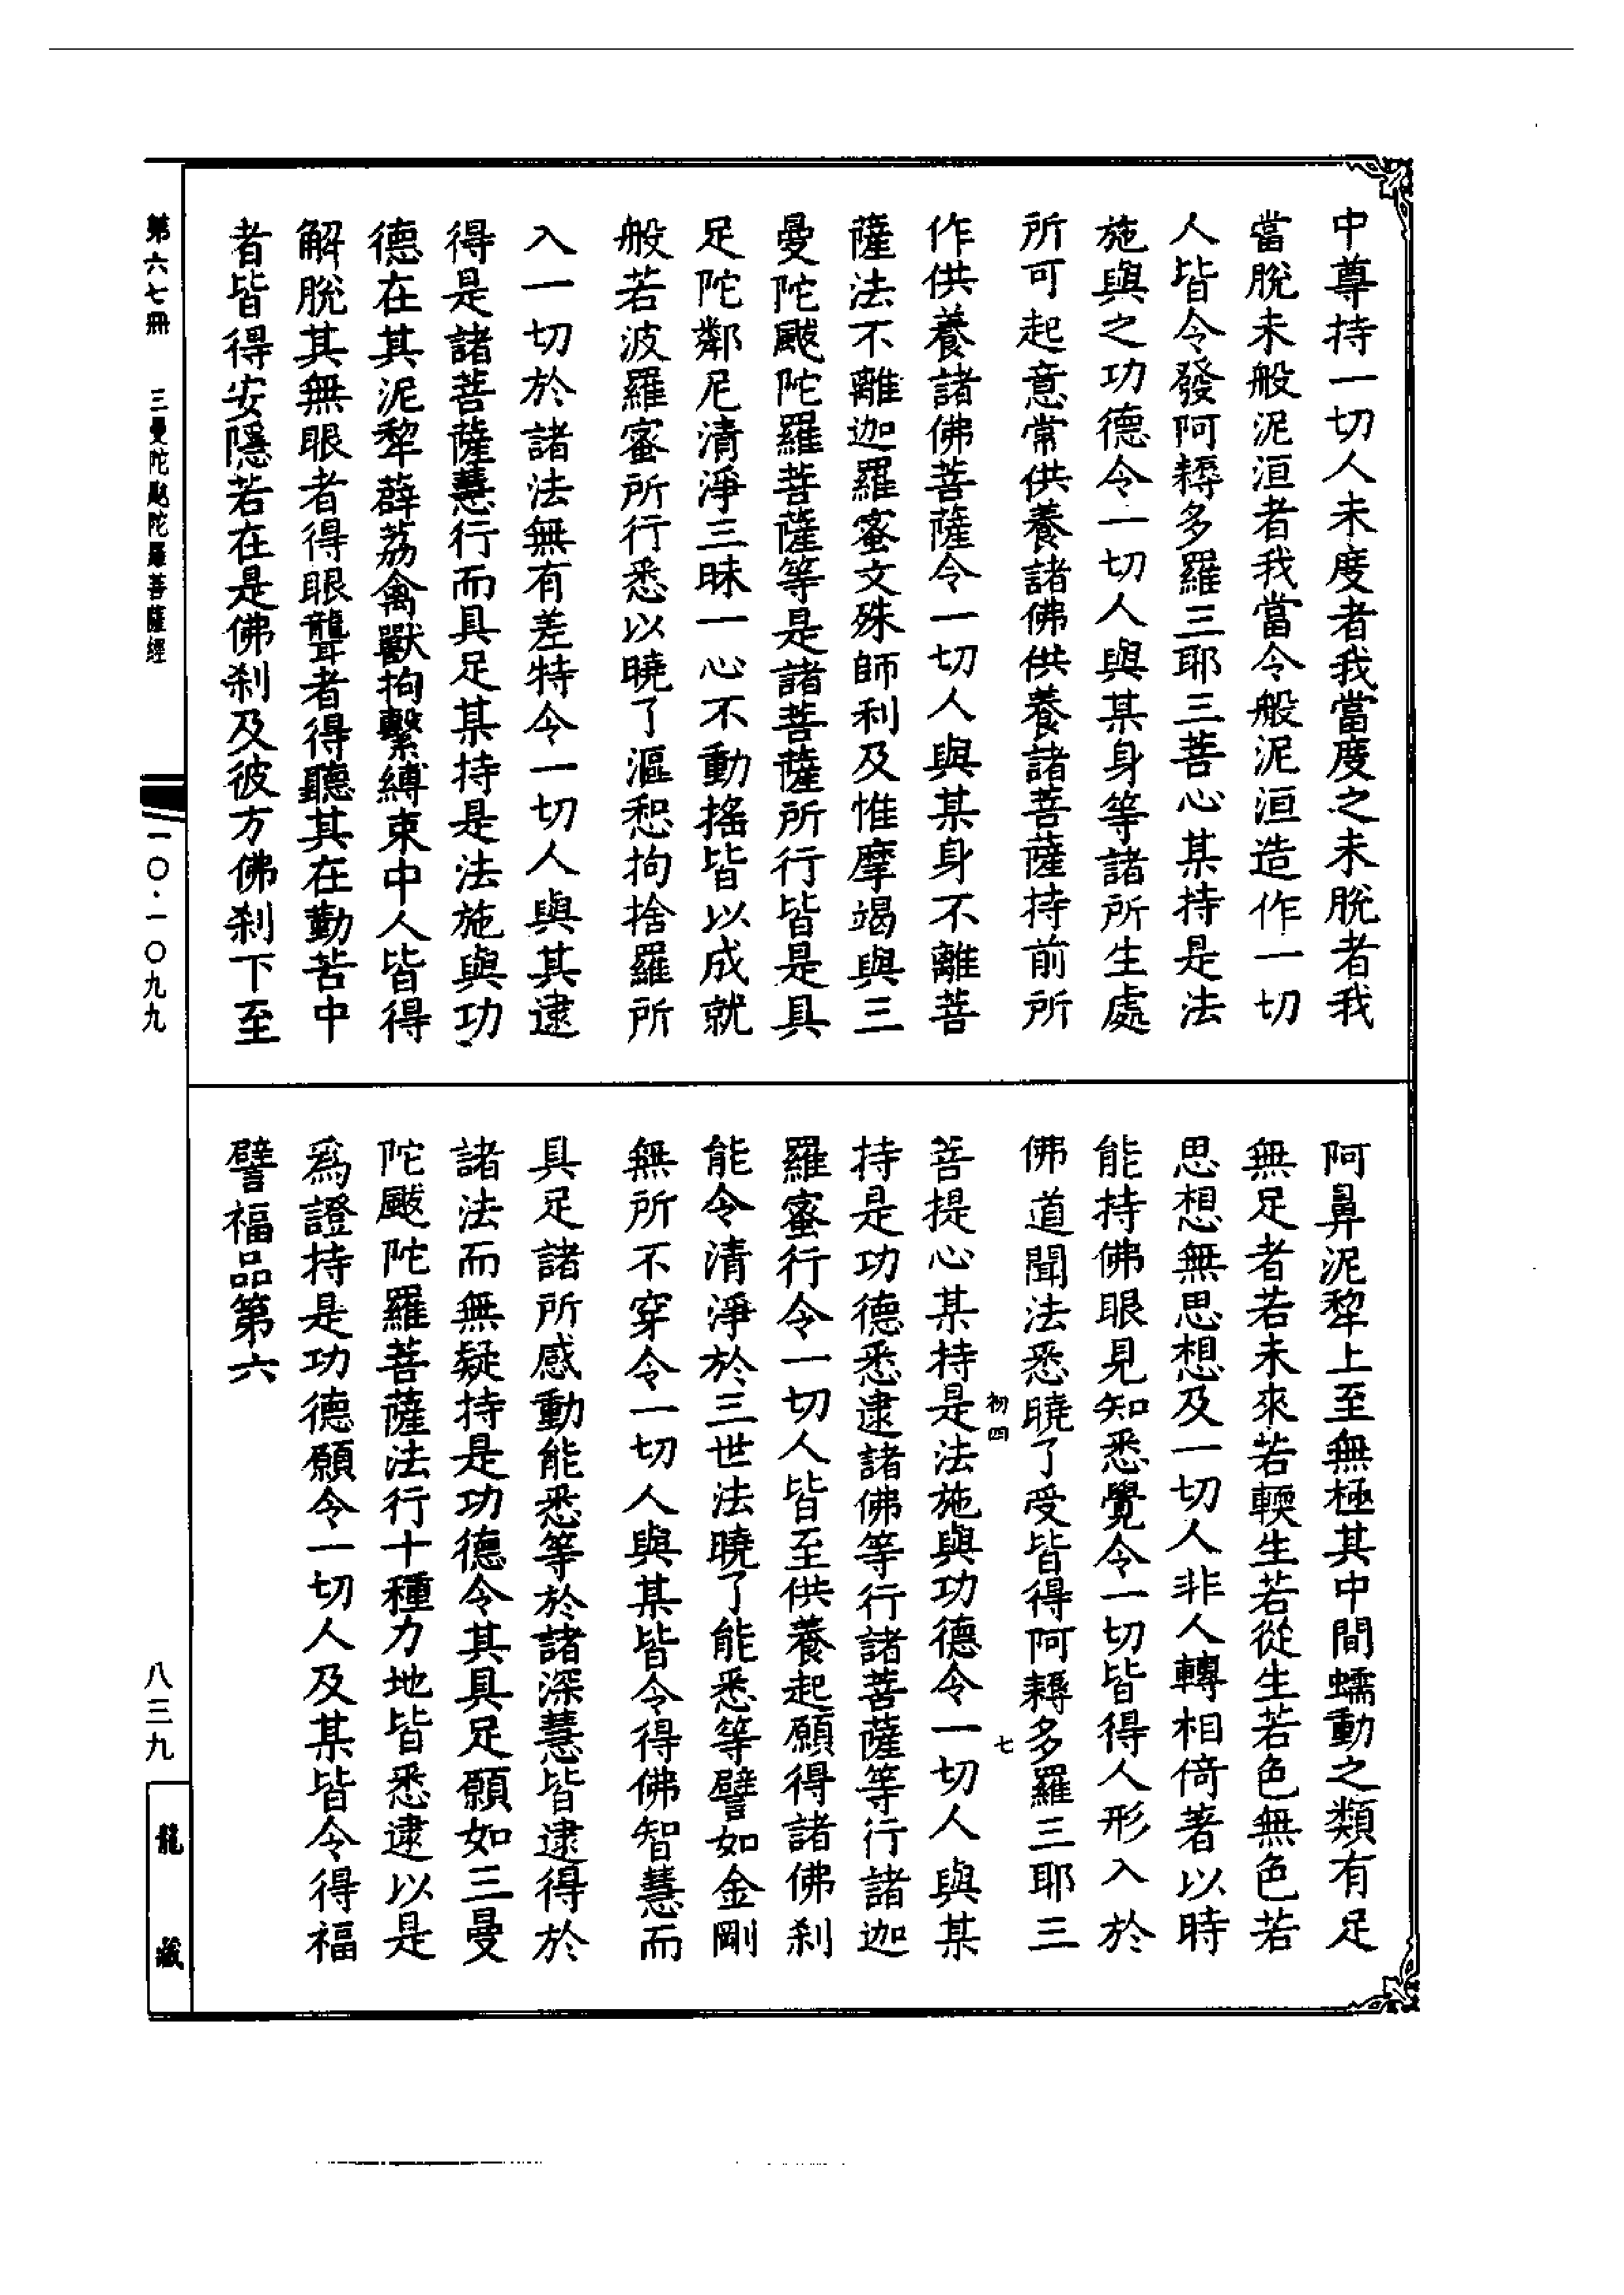 中尊持一切人未度者我當度之未脫者我
當脫未般泥洹者我當令般泥洹造作一切
人皆令發阿耨多羅三耶三菩心某持是法
施與之功德令一切人與某身等諸所生處
所可起意常供養諸佛供養諸菩薩持前所
作供養諸佛菩薩令一切人與某身不離菩
薩法不離迦羅蜜文殊師利及惟摩竭與三
曼陀颰陀羅菩薩等是諸菩薩所行皆是具
足陀鄰尼清淨三昧一心不動搖皆以成就
般若波羅蜜所行悉以曉了漚恕拘捨羅所
入一切於諸法無有差特令一切人與其逮
得是諸菩薩慧行而具足某持是法施與功
德在其泥犂薜荔禽獸拘繫縛束中人皆得
解脫其無眼者得眼聾者得聽其在勤苦中
者皆得安隱若在是佛刹及彼方佛刹下至
阿鼻泥犂上至無極其中間蠕動之類有足
無足者若未來若輭生若從生若色無色若
思想無思想及一切人非人轉相倚著以時
能持佛眼見知悉覺令一切皆得人形入於
佛道聞法悉曉了受皆得阿耨多羅三耶三
初四 七
菩提心某持是法施與功德令一切人與某
持是功德悉逮諸佛等行諸菩薩等行諸迦
羅蜜行令一切人皆至供養起願得諸佛刹
能令清淨於三世法曉了能悉等譬如金剛
無所不穿令一切人與某皆令得佛智慧而
具足諸所感動能悉等於諸深慧皆逮得於
諸法而無疑持是功德令其具足願如三曼
陀颰陀羅菩薩法行十種力地皆悉逮以是
爲證持是功德願令一切人及某皆令得福
譬福品第六
第六七冊 三曼陀颰陀羅菩薩經
一〇·一〇九九
八三九
龍藏